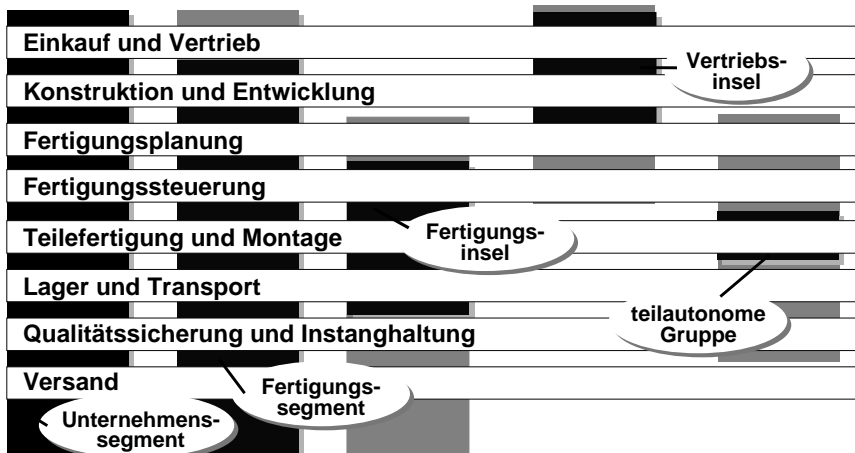 Einkauf und Vertrieb
Vertriebs-
insel
Konstruktion und Entwicklung
Fertigungsplanung
Fertigungssteuerung
Teilefertigung und Montage
Fertigungs-
insel
Lager und Transport
teilautonome
Gruppe
Qualitätssicherung und Instanghaltung
Versand
Fertigungs-
segment
Unternehmens-
segment